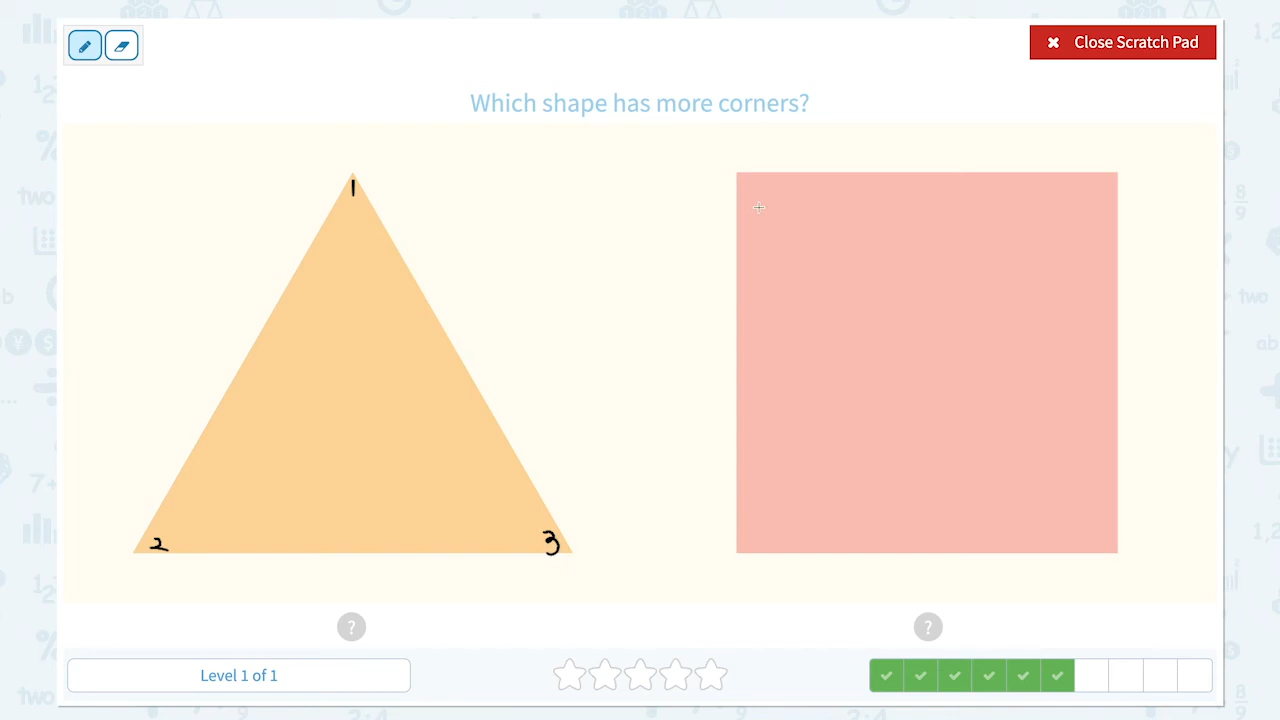 Close Scratch Pad
Which shape has more corners?
1
2
3
?
?
Level 1 of 1